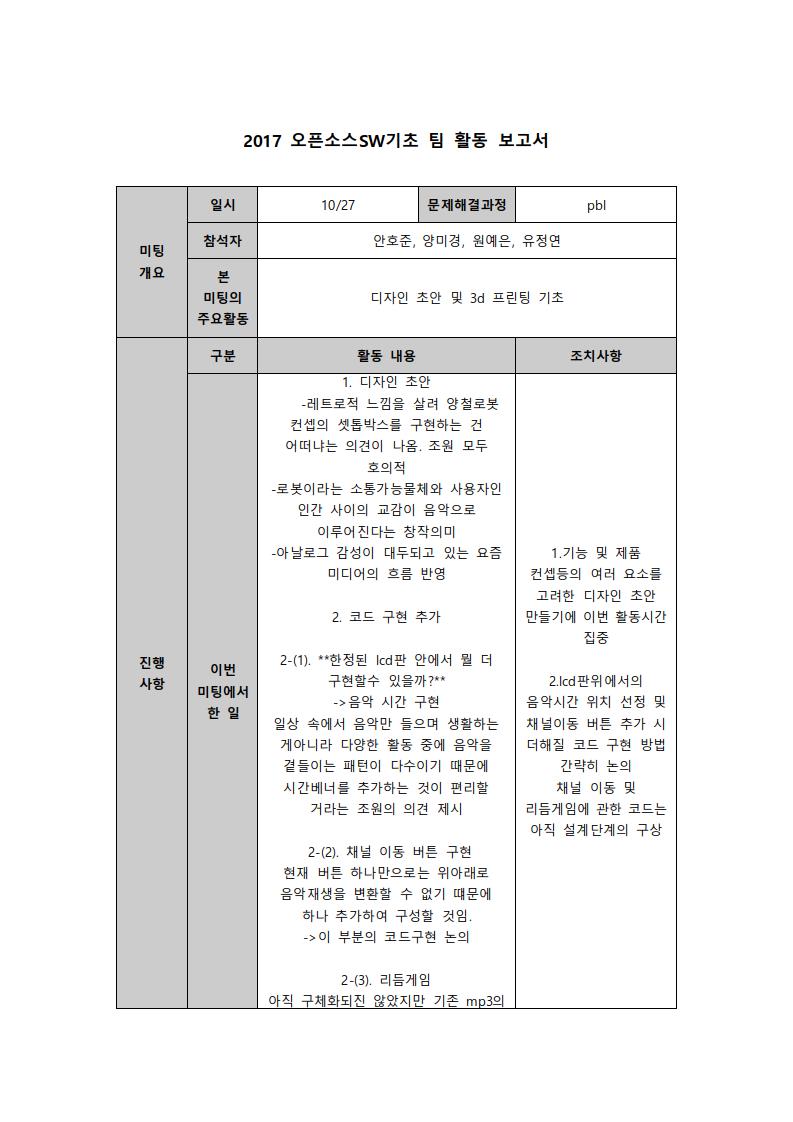 2017 오픈소스SW기초 팀 활동 보고서
미팅
개요
일시
10/27
문제해결과정
pbl
참석자
안호준, 양미경, 원예은, 유정연
본
미팅의
주요활동
디자인 초안 및 3d 프린팅 기초
진행
사항
구분
활동 내용
조치사항
이번
미팅에서
한 일
1. 디자인 초안
-레트로적 느낌을 살려 양철로봇
컨셉의 셋톱박스를 구현하는 건
어떠냐는 의견이 나옴. 조원 모두
호의적
-로봇이라는 소통가능물체와 사용자인
인간 사이의 교감이 음악으로
이루어진다는 창작의미
-아날로그 감성이 대두되고 있는 요즘
미디어의 흐름 반영
2. 코드 구현 추가
2-(1). **한정된 lcd판 안에서 뭘 더
구현할수 있을까?**
->음악 시간 구현
일상 속에서 음악만 들으며 생활하는
게아니라 다양한 활동 중에 음악을
곁들이는 패턴이 다수이기 때문에
시간베너를 추가하는 것이 편리할
거라는 조원의 의견 제시
2-(2). 채널 이동 버튼 구현
현재 버튼 하나만으로는 위아래로
음악재생을 변환할 수 없기 때문에
하나 추가하여 구성할 것임.
->이 부분의 코드구현 논의
2-(3). 리듬게임
아직 구체화되진 않았지만 기존 mp3의
1.기능 및 제품
컨셉등의 여러 요소를
고려한 디자인 초안
만들기에 이번 활동시간
집중
2.lcd판위에서의
음악시간 위치 선정 및
채널이동 버튼 추가 시
더해질 코드 구현 방법
간략히 논의
채널 이동 및
리듬게임에 관한 코드는
아직 설계단계의 구상